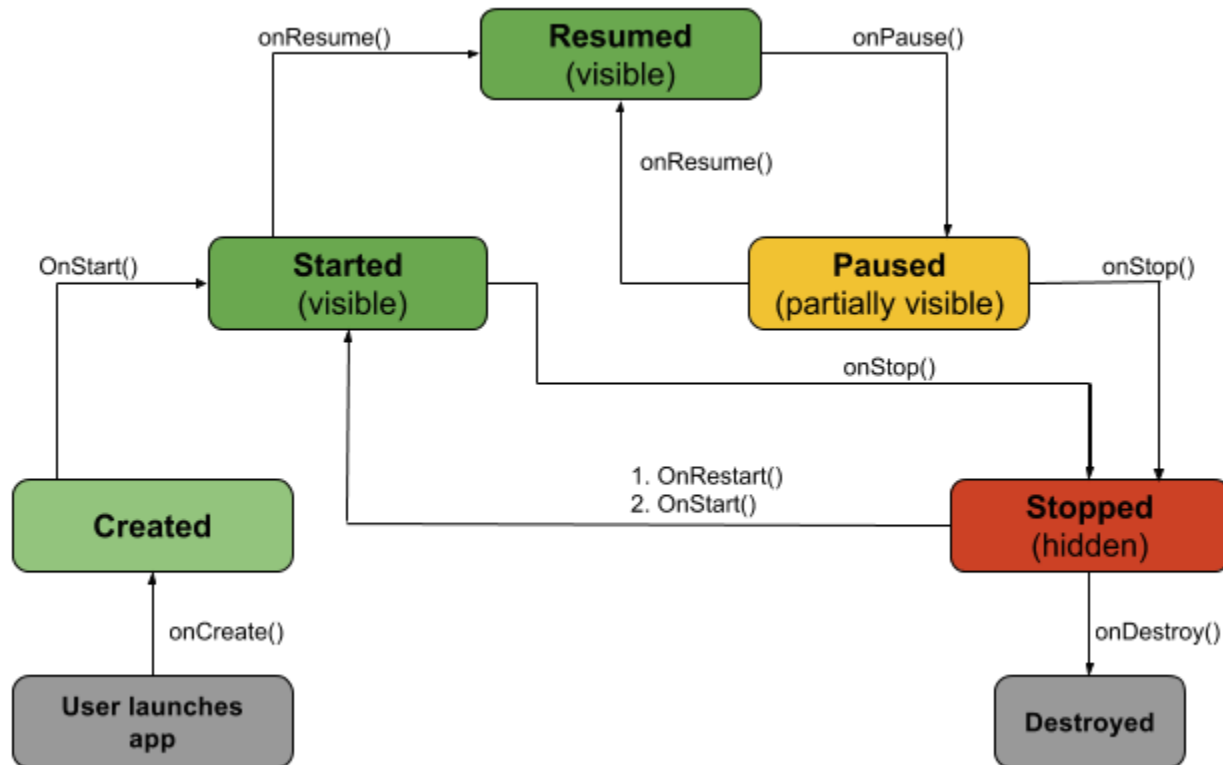 onResume()
Resumed
(visible)
onPause()
onResume()
OnStart()
Started
(visible)
Paused
(partially visible)
onStop()
onStop()
1. OnRestart()
2. OnStart()
Created
Stopped
(hidden)
onCreate()
onDestroy()
User launches
app
Destroyed